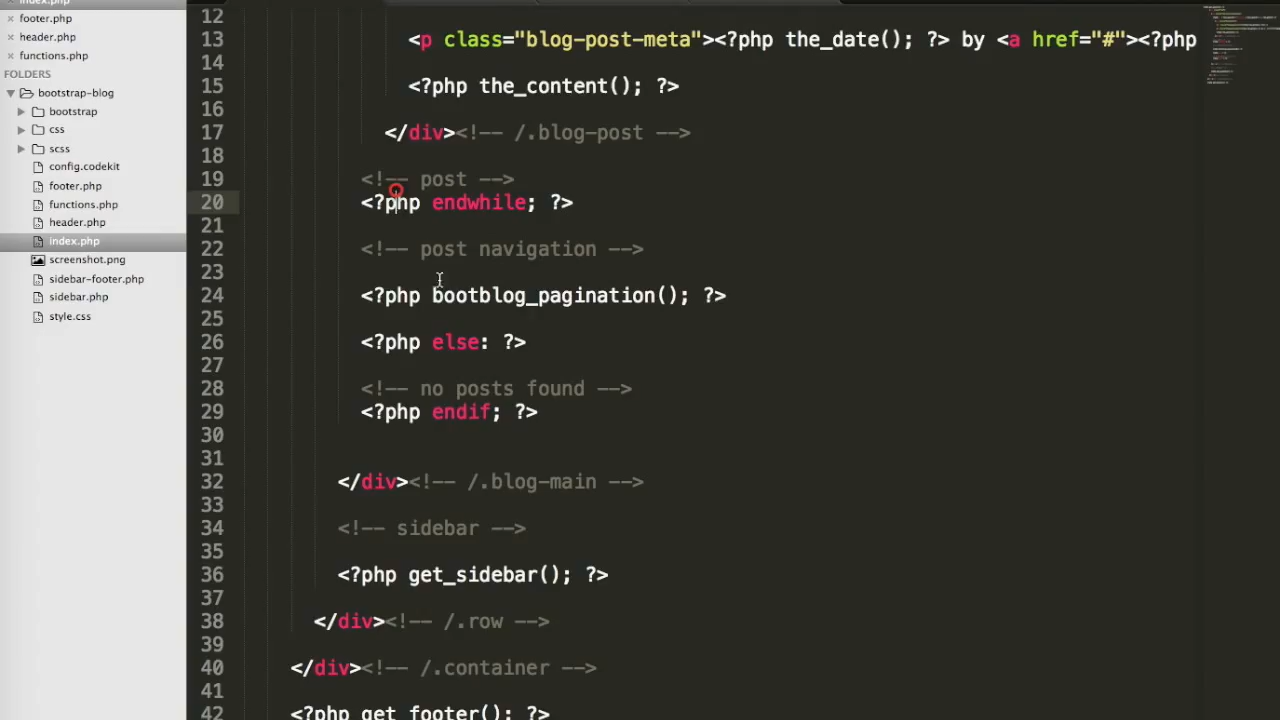 index.php
footer.php
header.php
functions.php
FOLDERS
bootstrap-blog
bootstrap
css
scss
config.codekit
footer.php
functions.php
header.php
index.php
screenshot.png
sidebar-footer.php
sidebar.php
style.css
12
13 <p class="blog-post-meta"><?php the_date(); ?> by <a href="#"><?php
14
15 <?php the_content(); ?>
16
17 </div><!-- /.blog-post -->
18
19 <!-- post -->
20 <?php endwhile; ?>
21
22 <!-- post navigation -->
23
24 <?php bootblog_pagination(); ?>
25
26 <?php else: ?>
27
28 <!-- no posts found -->
29 <?php endif; ?>
30
31
32 </div><!-- /.blog-main -->
33
34 <!-- sidebar -->
35
36 <?php get_sidebar(); ?>
37
38 </div><!-- /.row -->
39
40 </div><!-- /.container -->
41
42 <?php get_footer(); ?>